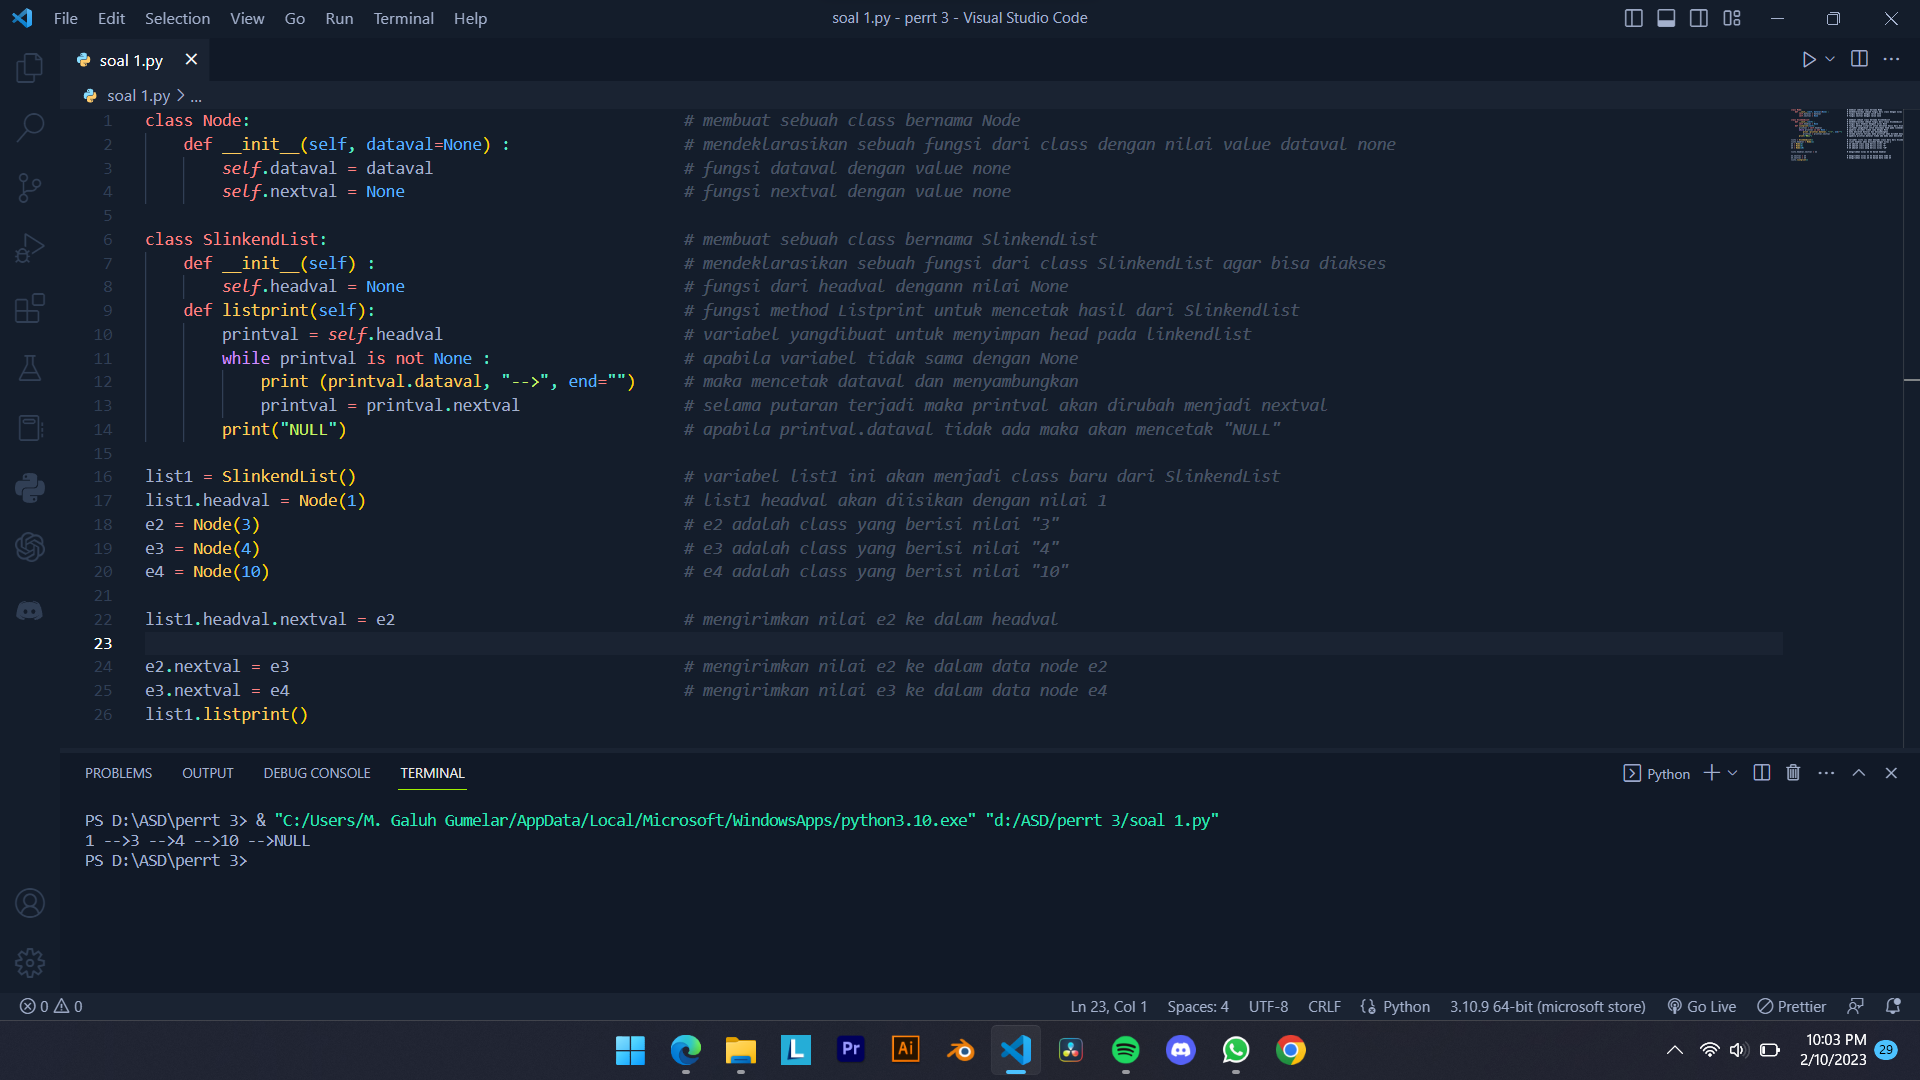 File Edit Selection View Go Run Terminal Help
soal 1.py - perrt 3 - Visual Studio Code
soal 1.py
soal 1.py > ...
1 class Node: # membuat sebuah class bernama Node
2 def __init__(self, dataval=None) : # mendeklarasikan sebuah fungsi dari class dengan nilai value dataval none
3 self.dataval = dataval # fungsi dataval dengan value none
4 self.nextval = None # fungsi nextval dengan value none
5
6 class SlinkendList: # membuat sebuah class bernama SlinkendList
7 def __init__(self) : # mendeklarasikan sebuah fungsi dari class SlinkendList agar bisa diakses
8 self.headval = None # fungsi dari headval dengann nilai None
9 def listprint(self): # fungsi method Listprint untuk mencetak hasil dari Slinkendlist
10 printval = self.headval # variabel yangdibuat untuk menyimpan head pada linkendlist
11 while printval is not None : # apabila variabel tidak sama dengan None
12 print (printval.dataval, "-->", end="") # maka mencetak dataval dan menyambungkan
13 printval = printval.nextval # selama putaran terjadi maka printval akan dirubah menjadi nextval
14 print("NULL") # apabila printval.dataval tidak ada maka akan mencetak "NULL"
15
16 list1 = SlinkendList() # variabel list1 ini akan menjadi class baru dari SlinkendList
17 list1.headval = Node(1) # list1 headval akan diisikan dengan nilai 1
18 e2 = Node(3) # e2 adalah class yang berisi nilai "3"
19 e3 = Node(4) # e3 adalah class yang berisi nilai "4"
20 e4 = Node(10) # e4 adalah class yang berisi nilai "10"
21
22 list1.headval.nextval = e2 # mengirimkan nilai e2 ke dalam headval
23
24 e2.nextval = e3 # mengirimkan nilai e2 ke dalam data node e2
25 e3.nextval = e4 # mengirimkan nilai e3 ke dalam data node e4
26 list1.listprint()
PROBLEMS OUTPUT DEBUG CONSOLE TERMINAL
Python
PS D:\ASD\perrt 3> & "C:/Users/M. Galuh Gumelar/AppData/Local/Microsoft/WindowsApps/python3.10.exe" "d:/ASD/perrt 3/soal 1.py"
1 -->3 -->4 -->10 -->NULL
PS D:\ASD\perrt 3>
0 0 Ln 23, Col 1 Spaces: 4 UTF-8 CRLF Python 3.10.9 64-bit (microsoft store) Go Live Prettier
L Pr Ai
10:03 PM
2/10/2023 29